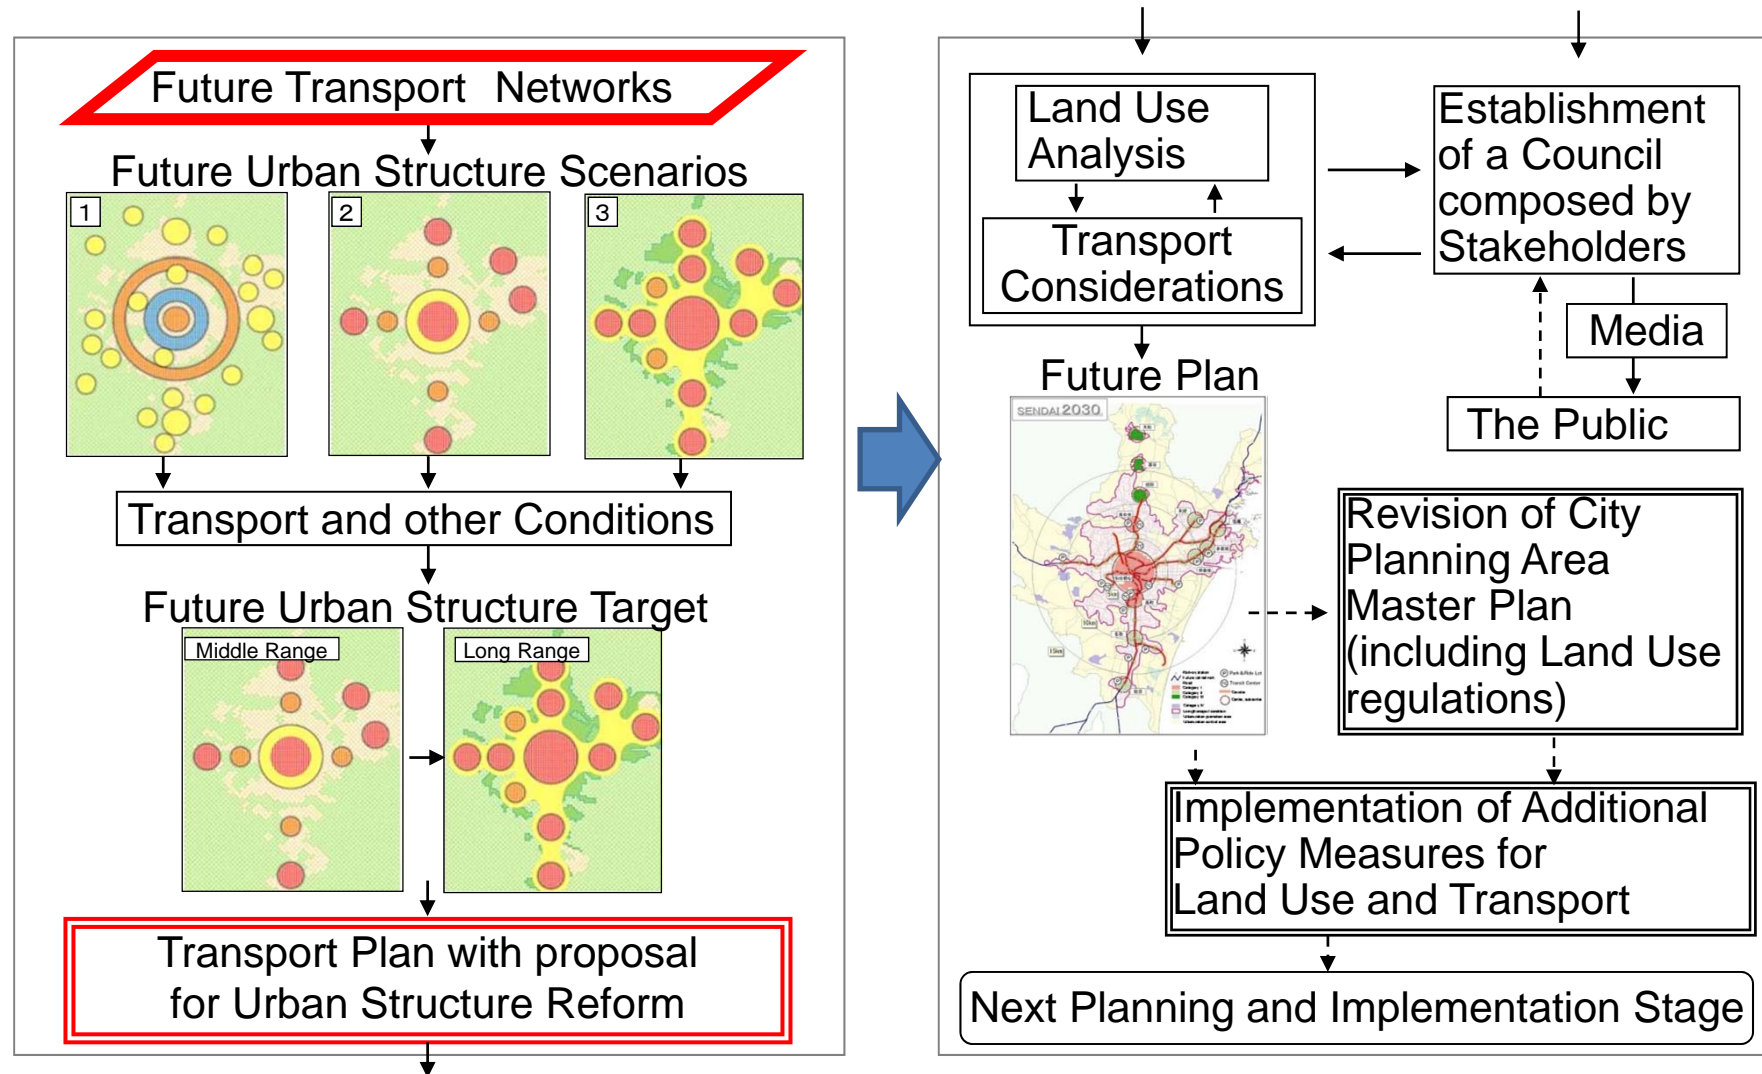 Future Transport Networks
Future Urban Structure Scenarios
1
2
3
Transport and other Conditions
Future Urban Structure Target
Middle Range
Long Range
Transport Plan with proposal
for Urban Structure Reform
Land Use
Analysis
Transport
Considerations
Establishment
of a Council
composed by
Stakeholders
Media
The Public
Future Plan
SENDAI 2030
Revision of City
Planning Area
Master Plan
(including Land Use
regulations)
Implementation of Additional
Policy Measures for
Land Use and Transport
Next Planning and Implementation Stage